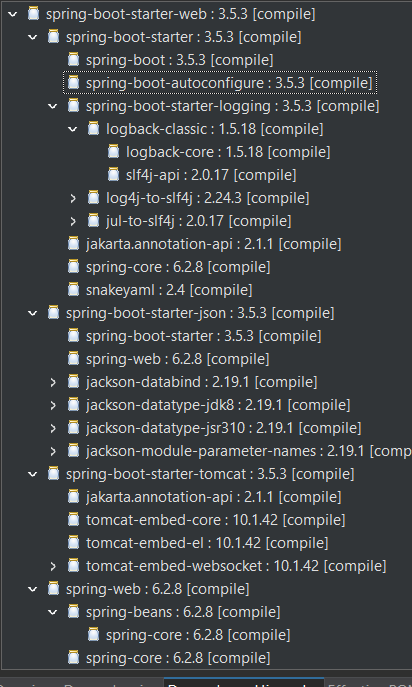 spring-boot-starter-web : 3.5.3 [compile]
spring-boot-starter : 3.5.3 [compile]
spring-boot : 3.5.3 [compile]
spring-boot-autoconfigure : 3.5.3 [compile]
spring-boot-starter-logging : 3.5.3 [compile]
logback-classic : 1.5.18 [compile]
logback-core : 1.5.18 [compile]
slf4j-api : 2.0.17 [compile]
log4j-to-slf4j : 2.24.3 [compile]
jul-to-slf4j : 2.0.17 [compile]
jakarta.annotation-api : 2.1.1 [compile]
spring-core : 6.2.8 [compile]
snakeyaml : 2.4 [compile]
spring-boot-starter-json : 3.5.3 [compile]
spring-boot-starter : 3.5.3 [compile]
spring-web : 6.2.8 [compile]
jackson-databind : 2.19.1 [compile]
jackson-datatype-jdk8 : 2.19.1 [compile]
jackson-datatype-jsr310 : 2.19.1 [compile]
jackson-module-parameter-names : 2.19.1 [comp
spring-boot-starter-tomcat : 3.5.3 [compile]
jakarta.annotation-api : 2.1.1 [compile]
tomcat-embed-core : 10.1.42 [compile]
tomcat-embed-el : 10.1.42 [compile]
tomcat-embed-websocket : 10.1.42 [compile]
spring-web : 6.2.8 [compile]
spring-beans : 6.2.8 [compile]
spring-core : 6.2.8 [compile]
spring-core : 6.2.8 [compile]